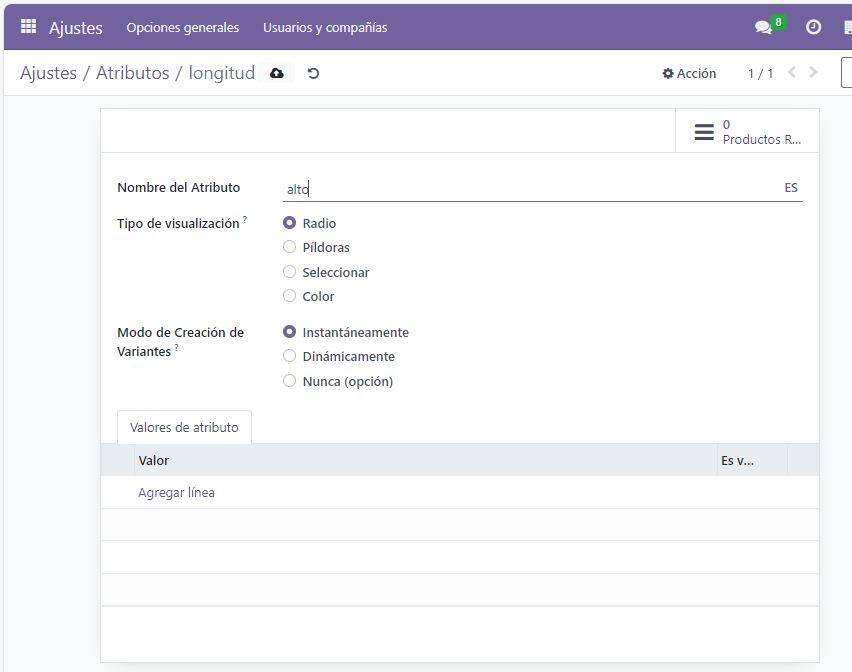 Ajustes Opciones generales Usuarios y compañías 8
Ajustes / Atributos / longitud Acción 1 / 1
0
Productos R...
Nombre del Atributo alto ES
Tipo de visualización ? Radio
Píldoras
Seleccionar
Color
Modo de Creación de Variantes ? Instantáneamente
Dinámicamente
Nunca (opción)
Valores de atributo
Valor Es v...
Agregar línea